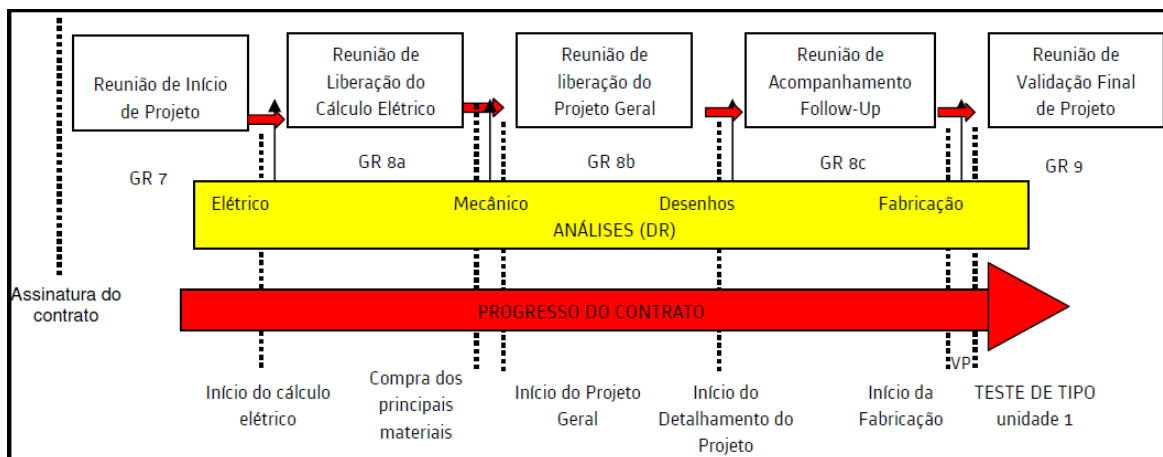 Reunião de Início
de Projeto
Reunião de
Liberação do
Cálculo Elétrico
Reunião de
liberação do
Projeto Geral
Reunião de
Acompanhamento
Follow-Up
Reunião de
Validação Final
de Projeto
GR 7
GR 8a
GR 8b
GR 8c
GR 9
Elétrico
Mecânico
Desenhos
Fabricação
ANÁLISES (DR)
Assinatura do
contrato
PROGRESSO DO CONTRATO
Início do cálculo
elétrico
Compra dos
principais
materiais
Início do Projeto
Geral
Início do
Detalhamento do
Projeto
Início da
Fabricação
VP
TESTE DE TIPO
unidade 1